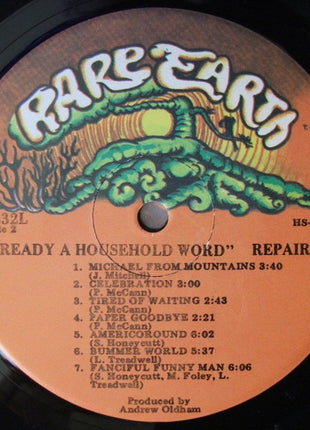 RARE EARTH
32L
HS-
2
READY A HOUSEHOLD WORD" REPAIR
1. MICHAEL FROM MOUNTAINS 3:40
(J. Mitchell)
2. CELEBRATION 3:00
(P. McCann)
3. TIRED OF WAITING 2:43
(P. McCann)
4. PAPER GOODBYE 2:21
(P. McCann)
5. AMERICOROUND 6:02
(S. Honeycutt)
6. BUMMER WORLD 5:37
(L. Treadwell)
7. FANCIFUL FUNNY MAN 6:06
(S. Honeycutt, M. Foley, L.
Treadwell)
Produced by
Andrew Oldham